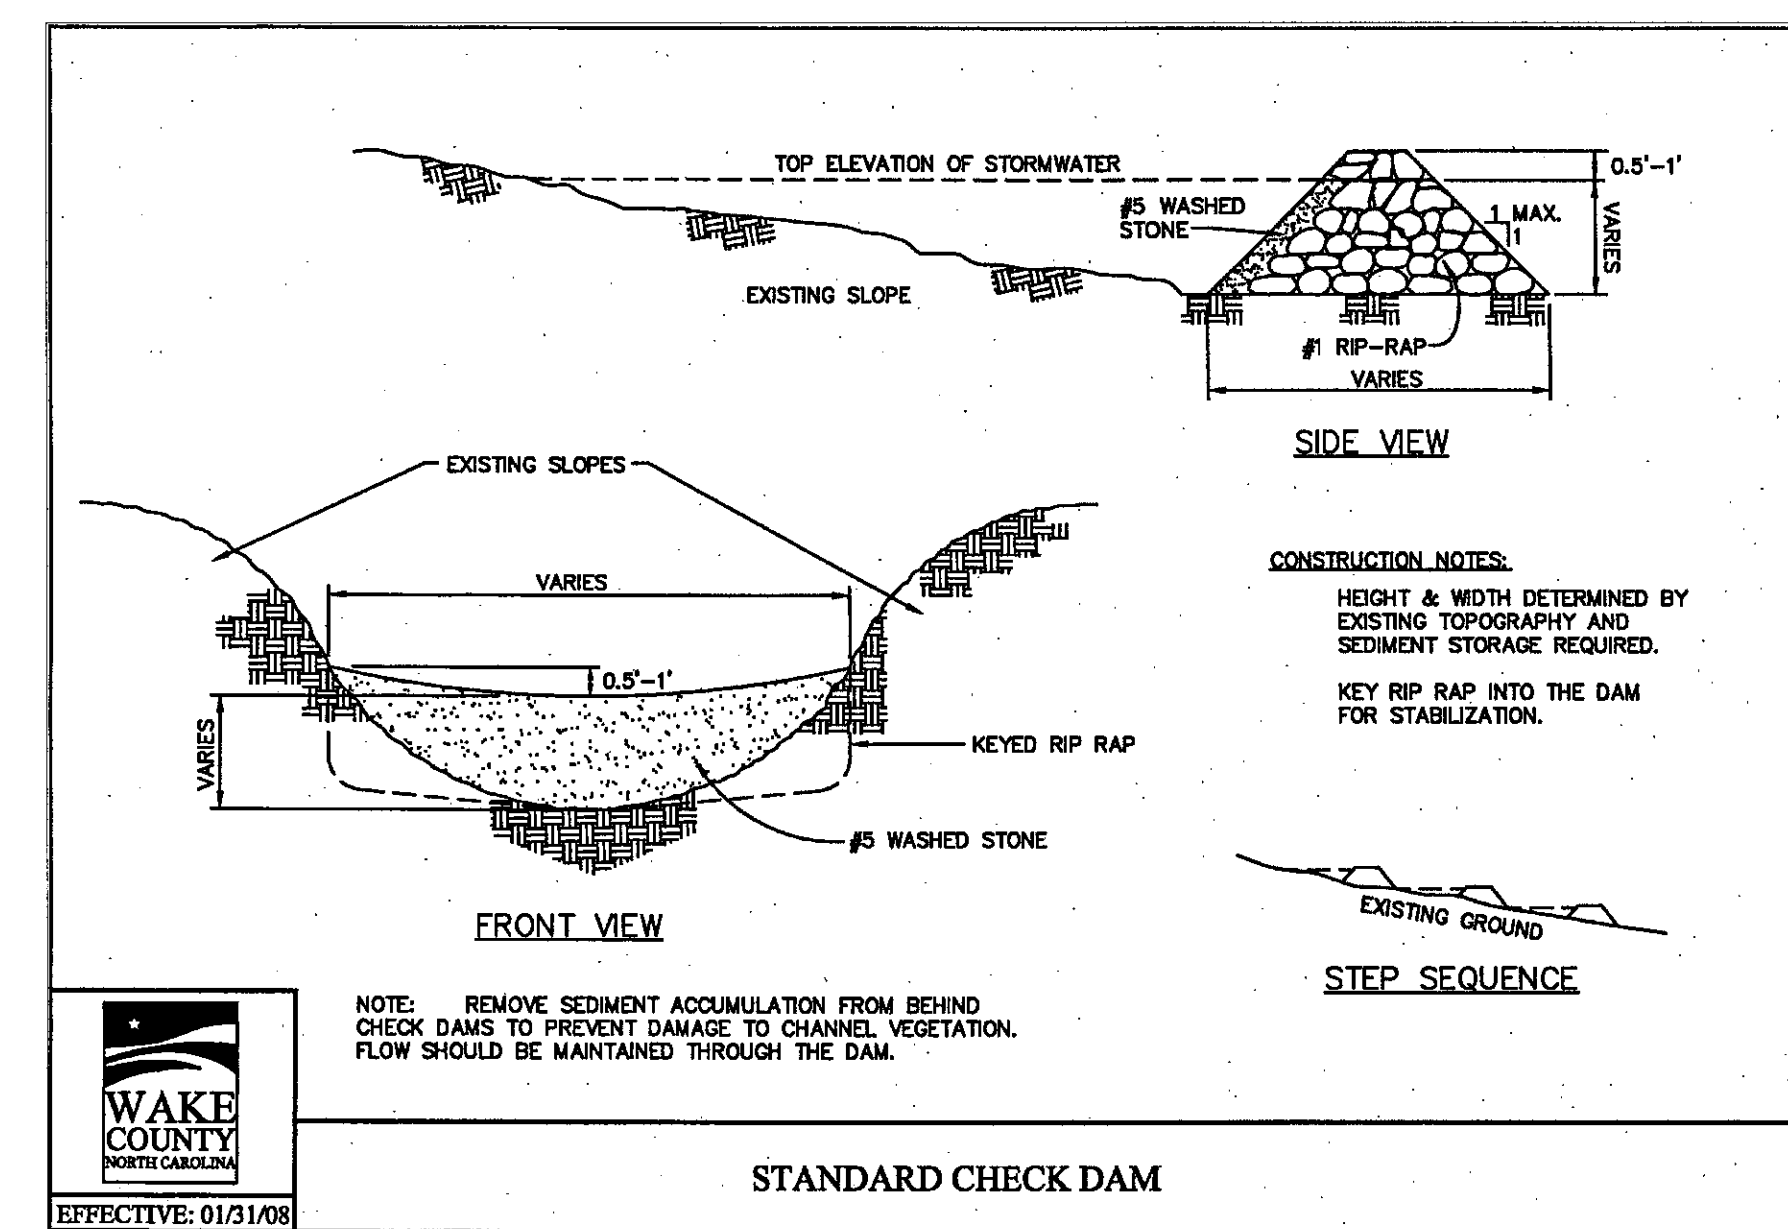 TOP ELEVATION OF STORMWATER
0.5'-1'
#5 WASHED
STONE
1 MAX.
1
VARIES
EXISTING SLOPE
#1 RIP-RAP
VARIES
SIDE VIEW
EXISTING SLOPES
VARIES
0.5'-1'
VARIES
KEYED RIP RAP
#5 WASHED STONE
FRONT VIEW
CONSTRUCTION NOTES:
HEIGHT & WIDTH DETERMINED BY
EXISTING TOPOGRAPHY AND
SEDIMENT STORAGE REQUIRED.
KEY RIP RAP INTO THE DAM
FOR STABILIZATION.
EXISTING GROUND
STEP SEQUENCE
NOTE: REMOVE SEDIMENT ACCUMULATION FROM BEHIND
CHECK DAMS TO PREVENT DAMAGE TO CHANNEL VEGETATION.
FLOW SHOULD BE MAINTAINED THROUGH THE DAM.
WAKE
COUNTY
NORTH CAROLINA
EFFECTIVE: 01/31/08
STANDARD CHECK DAM